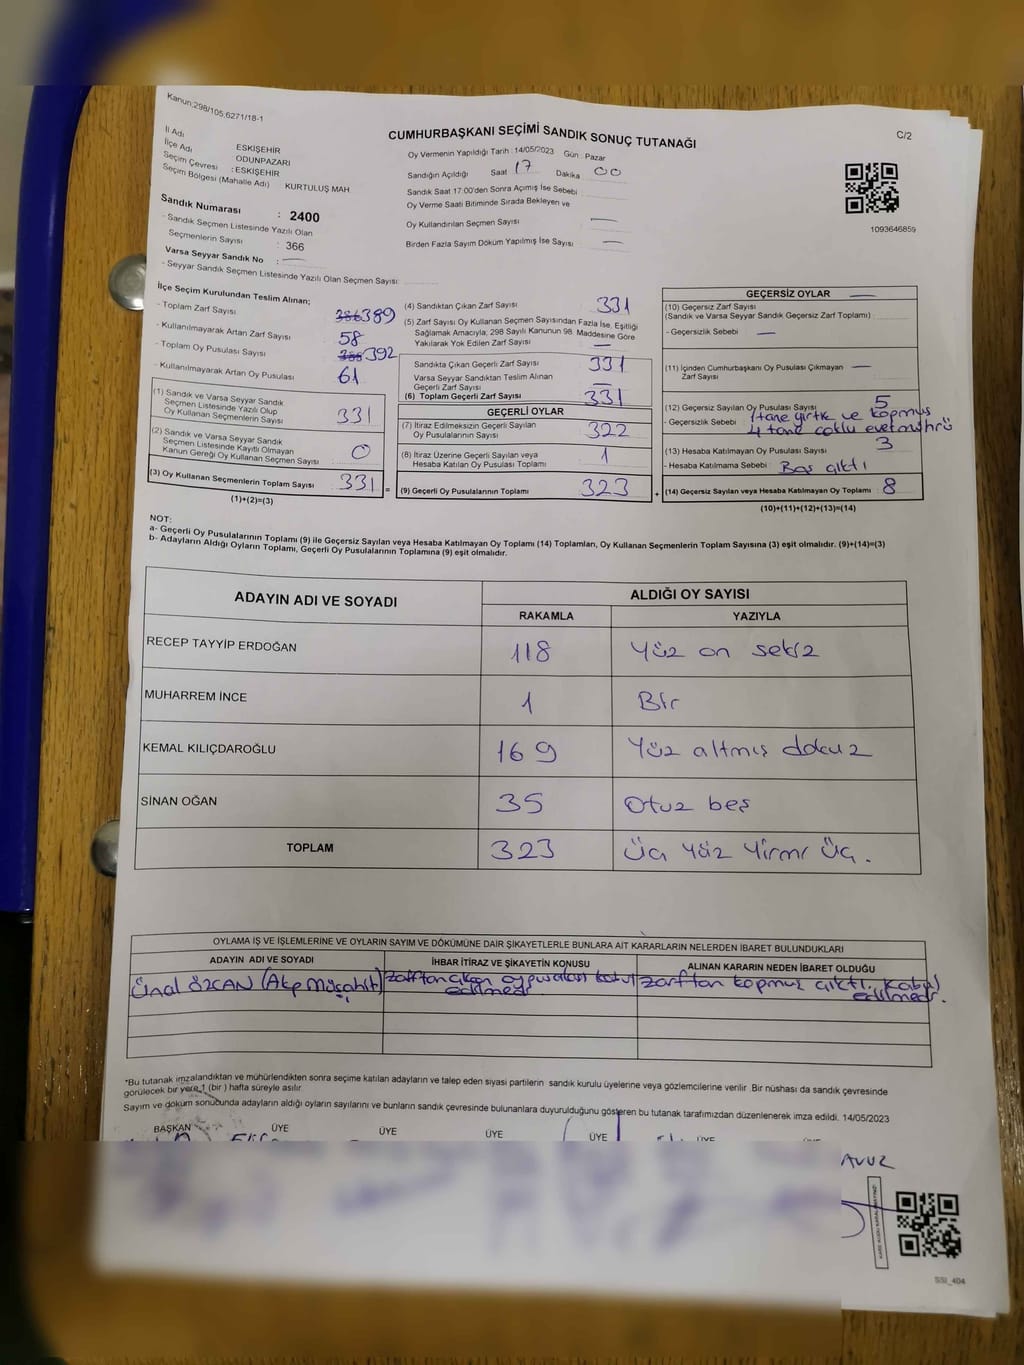 Kanun:298/105,6271/18-1
CUMHURBAŞKANI SEÇİMİ SANDIK SONUÇ TUTANAĞI
C/2
İl Adı
İlçe Adı
Seçim Çevresi
Seçim Bölgesi (Mahalle Adı)
ESKİŞEHİR
ODUNPAZARI
: ESKİŞEHİR
KURTULUŞ MAH
Sandık Numarası : 2400
- Sandık Seçmen Listesinde Yazılı Olan
Seçmenlerin Sayısı : 366
Varsa Seyyar Sandık No :
- Seyyar Sandık Seçmen Listesinde Yazılı Olan Seçmen Sayısı:
Oy Vermenin Yapıldığı Tarih : 14/05/2023 Gün : Pazar
Sandığın Açıldığı Saat 17 Dakika 00
Sandık Saat 17:00'den Sonra Açımış İse Sebebi
Oy Verme Saati Bitiminde Sırada Bekleyen ve
Oy Kullandırılan Seçmen Sayısı
Birden Fazla Sayım Döküm Yapılmış İse Sayısı
1093646859
İlçe Seçim Kurulundan Teslim Alınan;
- Toplam Zarf Sayısı 386 389
- Kullanılmayarak Artan Zarf Sayısı 58
- Toplam Oy Pusulası Sayısı 392
- Kullanılmayarak Artan Oy Pusulası 61
(1) Sandık ve Varsa Seyyar Sandık
Seçmen Listesinde Yazılı Olup
Oy Kullanan Seçmenlerin Sayısı 331
(2) Sandık ve Varsa Seyyar Sandık
Seçmen Listesinde Kayıtlı Olmayan
Kanun Gereği Oy Kullanan Seçmen Sayısı 0
(3) Oy Kullanan Seçmenlerin Toplam Sayısı 331 =
(1)+(2)=(3)
(4) Sandıktan Çıkan Zarf Sayısı 331
(5) Zarf Sayısı Oy Kullanan Seçmen Sayısından Fazla İse, Eşitliği
Sağlamak Amacıyla; 298 Sayılı Kanunun 98. Maddesine Göre
Yakılarak Yok Edilen Zarf Sayısı
Sandıkta Çıkan Geçerli Zarf Sayısı 331
Varsa Seyyar Sandıktan Teslim Alınan
Geçerli Zarf Sayısı
(6) Toplam Geçerli Zarf Sayısı 331
GEÇERLİ OYLAR
(7) İtiraz Edilmeksizin Geçerli Sayılan
Oy Pusulalarının Sayısı 322
(8) İtiraz Üzerine Geçerli Sayılan veya
Hesaba Katılan Oy Pusulası Toplamı 1
(9) Geçerli Oy Pusulalarının Toplamı 323 +
GEÇERSİZ OYLAR
(10) Geçersiz Zarf Sayısı
(Sandık ve Varsa Seyyar Sandık Geçersiz Zarf Toplamı)
- Geçersizlik Sebebi
(11) İçinden Cumhurbaşkanı Oy Pusulası Çıkmayan
Zarf Sayısı
(12) Geçersiz Sayılan Oy Pusulası Sayısı 5
- Geçersizlik Sebebi 1 tane yırtık ve kopmuş
4 tane çoklu evet mührü
(13) Hesaba Katılmayan Oy Pusulası Sayısı 3
- Hesaba Katılmama Sebebi Boş çıktı
(14) Geçersiz Sayılan veya Hesaba Katılmayan Oy Toplamı 8
(10)+(11)+(12)+(13)=(14)
NOT:
a- Geçerli Oy Pusulalarının Toplamı (9) ile Geçersiz Sayılan veya Hesaba Katılmayan Oy Toplamı (14) Toplamları, Oy Kullanan Seçmenlerin Toplam Sayısına (3) eşit olmalıdır. (9)+(14)=(3)
b- Adayların Aldığı Oyların Toplamı, Geçerli Oy Pusulalarının Toplamına (9) eşit olmalıdır.
ADAYIN ADI VE SOYADI
ALDIĞI OY SAYISI
RAKAMLA YAZIYLA
RECEP TAYYİP ERDOĞAN 118 Yüz on sekiz
MUHARREM İNCE 1 Bir
KEMAL KILIÇDAROĞLU 169 Yüz altmış dokuz
SİNAN OĞAN 35 Otuz beş
TOPLAM 323 Üç Yüz Yirmi Üç.
OYLAMA İŞ VE İŞLEMLERİNE VE OYLARIN SAYIM VE DÖKÜMÜNE DAİR ŞİKAYETLERLE BUNLARA AİT KARARLARIN NELERDEN İBARET BULUNDUKLARI
ADAYIN ADI VE SOYADI İHBAR İTİRAZ VE ŞİKAYETİN KONUSU ALINAN KARARIN NEDEN İBARET OLDUĞU
Ünal ÖZCAN (Akp Müşahit) zarftan çıkan oy pusulası kabul edilmedi zarftan kopmuş çıktı. Kabul edilmedi.
*Bu tutanak imzalandıktan ve mühürlendikten sonra seçime katılan adayların ve talep eden siyasi partilerin sandık kurulu üyelerine veya gözlemcilerine verilir. Bir nüshası da sandık çevresinde
görülecek bir yere 1 (bir ) hafta süreyle asılır.
Sayım ve döküm sonucunda adayların aldığı oyların sayılarını ve bunların sandık çevresinde bulunanlara duyurulduğunu gösteren bu tutanak tarafımızdan düzenlenerek imza edildi. 14/05/2023
BAŞKAN ÜYE ÜYE ÜYE ÜYE ÜYE
AVUZ
SSİ_404